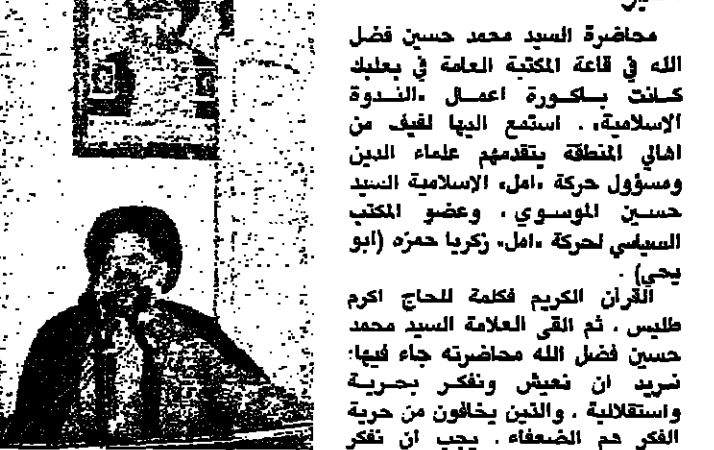 محاضرة السيد محمد حسين فضل
الله في قاعة المكتبة العامة في بعلبك
كانت باكورة اعمال «الندوة
الإسلامية» . استمع اليها لفيف من
اهالي المنطقة يتقدمهم علماء الدين
ومسؤول حركة «امل» الإسلامية السيد
حسين الموسوي ، وعضو المكتب
السياسي لحركة «امل» زكريا حمزه (ابو
يحي) .
القران الكريم فكلمة للحاج اكرم
طليس . ثم القى العلامة السيد محمد
حسين فضل الله محاضرته جاء فيها:
نريد ان نعيش ونفكر بحرية
واستقلالية . والذين يخافون من حرية
الفكر هم الضعفاء . يجب ان نفكر